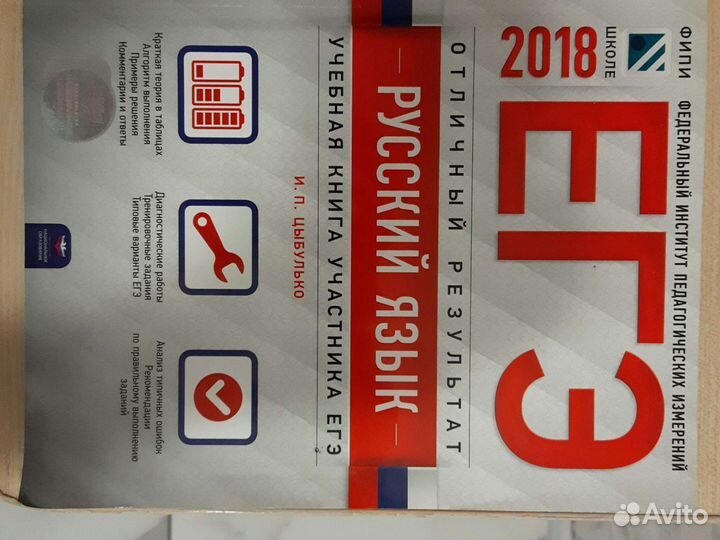 ФЕДЕРАЛЬНЫЙ ИНСТИТУТ ПЕДАГОГИЧЕСКИХ ИЗМЕРЕНИЙ
ФИПИ
ШКОЛЕ
2018
ЕГЭ
ОТЛИЧНЫЙ РЕЗУЛЬТАТ
РУССКИЙ ЯЗЫК
УЧЕБНАЯ КНИГА УЧАСТНИКА ЕГЭ
И. П. ЦЫБУЛЬКО
Краткая теория в таблицах
Алгоритм выполнения
Примеры решения
Комментарии и ответы
Диагностические работы
Тренировочные задания
Типовые варианты ЕГЭ
Анализ типичных ошибок
Рекомендации
по правильному выполнению
заданий
НАЦИОНАЛЬНОЕ
ОБРАЗОВАНИЕ
Avito